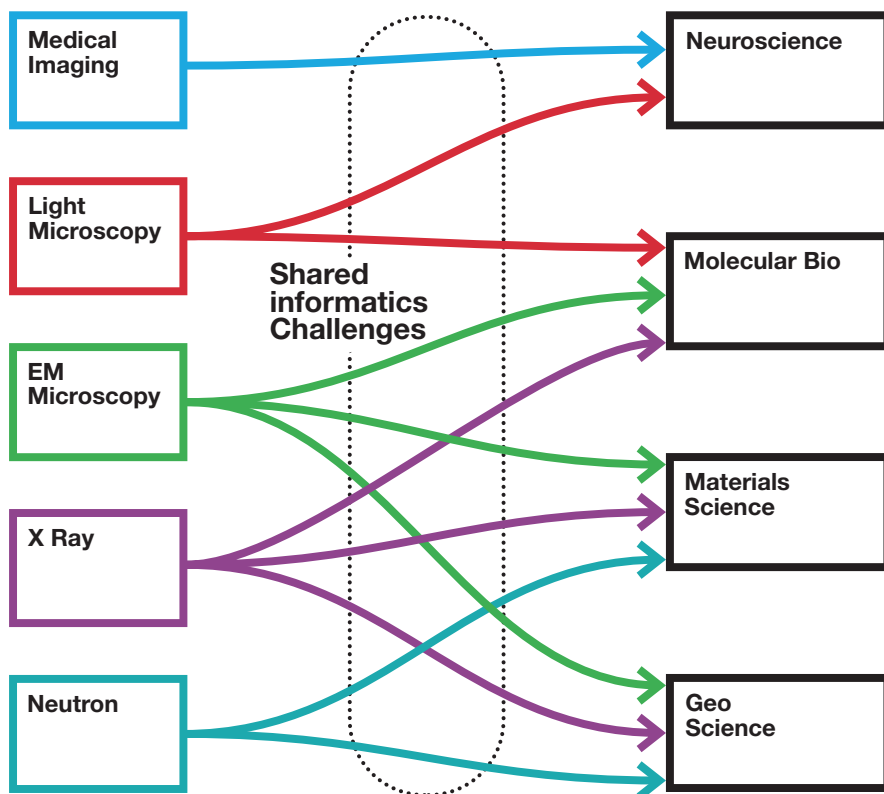 Medical
Imaging
Neuroscience
Light
Microscopy
Molecular Bio
Shared
informatics
Challenges
EM
Microscopy
Materials
Science
X Ray
Neutron
Geo
Science